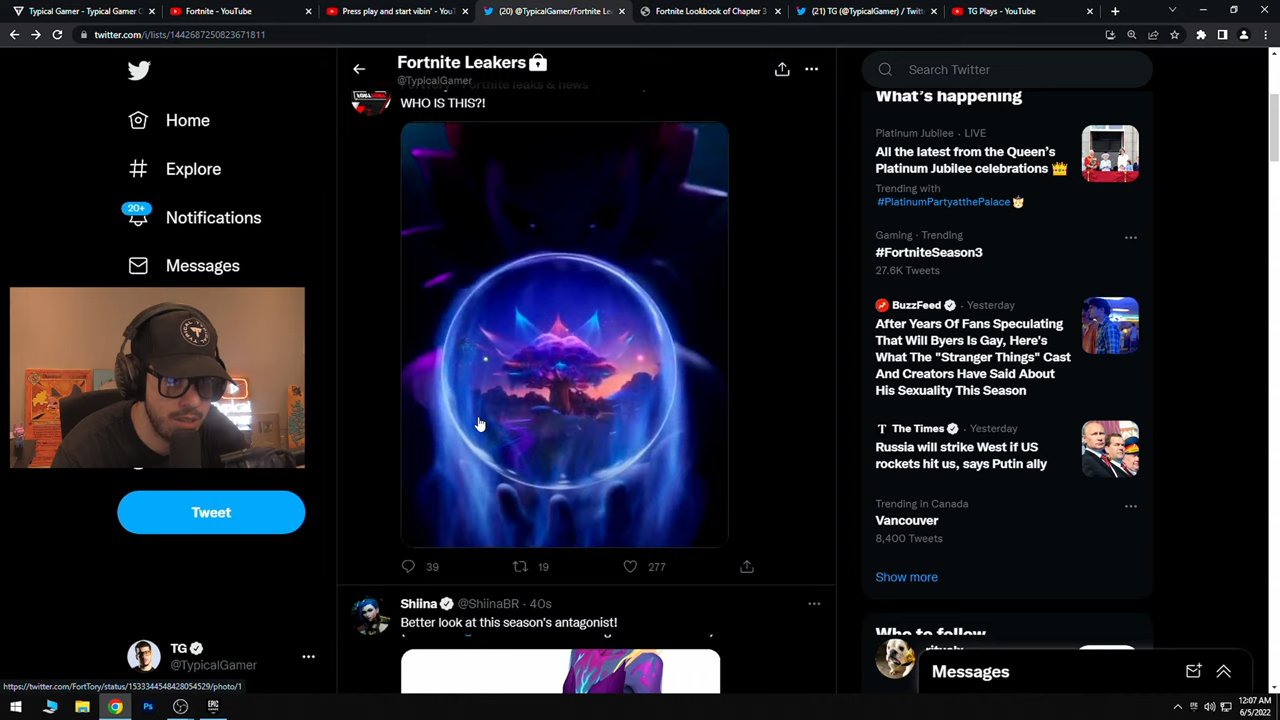 Typical Gamer - Typical Gaming C
Fortnite - YouTube
Press play and start vibin' - YouT
(20) @TypicalGamer/Fortnite Le
Fortnite Lookbook of Chapter 3
(21) TG (@TypicalGamer) / Twitt
TG Plays - YouTube
twitter.com/i/lists/1442687250823671811
Home
Explore
20+
Notifications
Messages
Tweet
TG
@TypicalGamer
https://twitter.com/FortTory/status/1533344548428054529/photo/1
Fortnite Leakers
@TypicalGamer
WHO IS THIS?!
39
19
277
Shiina @ShiinaBR · 40s
Better look at this season's antagonist!
Search Twitter
What's happening
Platinum Jubilee · LIVE
All the latest from the Queen's
Platinum Jubilee celebrations 👑
Trending with
#PlatinumPartyatthePalace
Gaming · Trending
#FortniteSeason3
27.6K Tweets
BuzzFeed · Yesterday
After Years Of Fans Speculating
That Will Byers Is Gay, Here's
What The "Stranger Things" Cast
And Creators Have Said About
His Sexuality This Season
The Times · Yesterday
Russia will strike West if US
rockets hit us, says Putin ally
Trending in Canada
Vancouver
8,400 Tweets
Show more
Who to follow
Messages
12:07 AM
6/5/2022